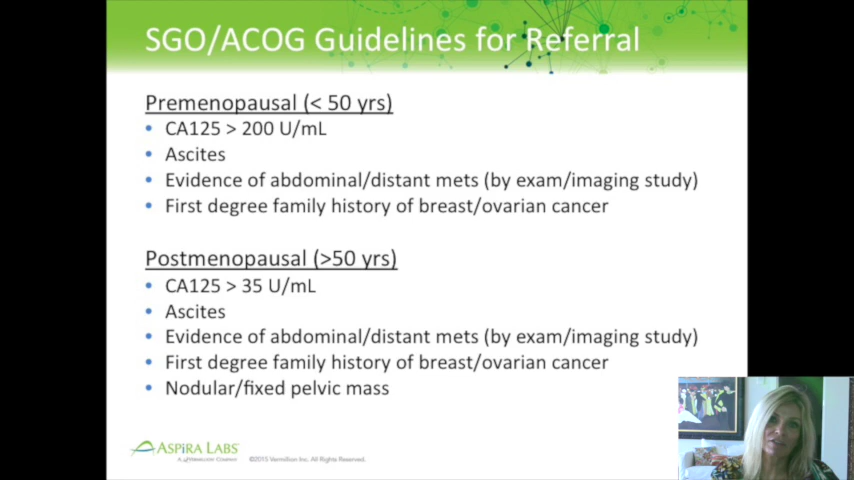 SGO/ACOG Guidelines for Referral
Premenopausal (< 50 yrs)
• CA125 > 200 U/mL
• Ascites
• Evidence of abdominal/distant mets (by exam/imaging study)
• First degree family history of breast/ovarian cancer
Postmenopausal (>50 yrs)
• CA125 > 35 U/mL
• Ascites
• Evidence of abdominal/distant mets (by exam/imaging study)
• First degree family history of breast/ovarian cancer
• Nodular/fixed pelvic mass
ASPiRA LABS
A VERMILLION COMPANY
©2015 Vermillion Inc. All Rights Reserved.